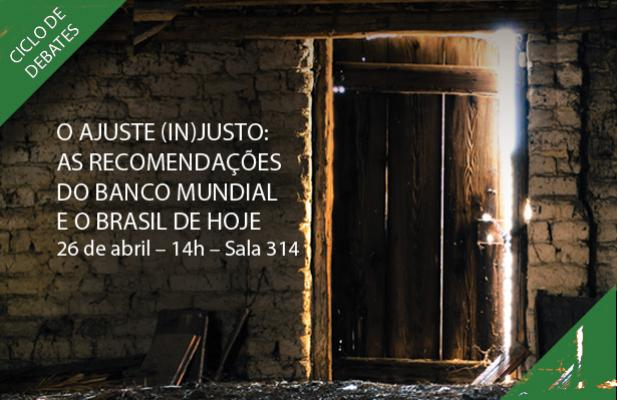 CICLO DE
DEBATES
O AJUSTE (IN)JUSTO:
AS RECOMENDAÇÕES
DO BANCO MUNDIAL
E O BRASIL DE HOJE
26 de abril – 14h – Sala 314